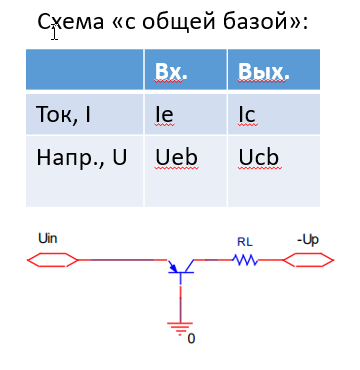 Схема «с общей базой»:
Вх. Вых.
Ток, I Ie Ic
Напр., U Ueb Ucb
Uin RL -Up
0